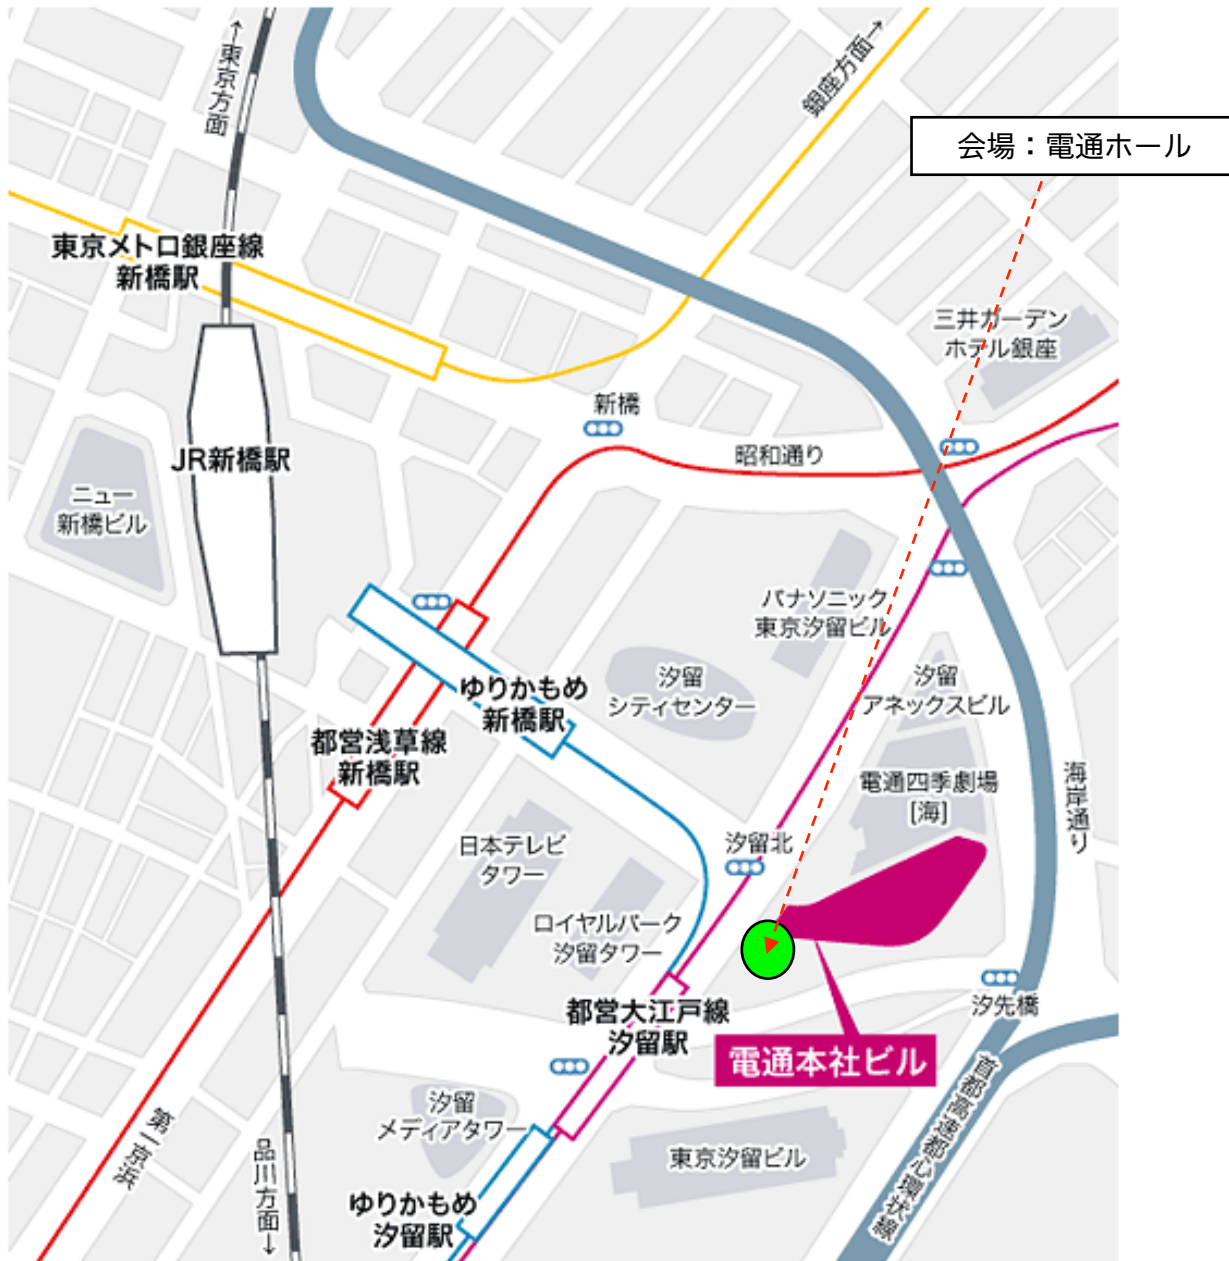 ←東京方面
銀座方面→
会場：電通ホール
東京メトロ銀座線
新橋駅
三井ガーデン
ホテル銀座
新橋
昭和通り
JR新橋駅
ニュー
新橋ビル
パナソニック
東京汐留ビル
汐留
シティセンター
汐留
アネックスビル
ゆりかもめ
新橋駅
都営浅草線
新橋駅
電通四季劇場
[海]
海岸通り
日本テレビ
タワー
汐留北
ロイヤルパーク
汐留タワー
汐先橋
都営大江戸線
汐留駅
電通本社ビル
首都高速都心環状線
汐留
メディアタワー
東京汐留ビル
第一京浜
品川方面→
ゆりかもめ
汐留駅